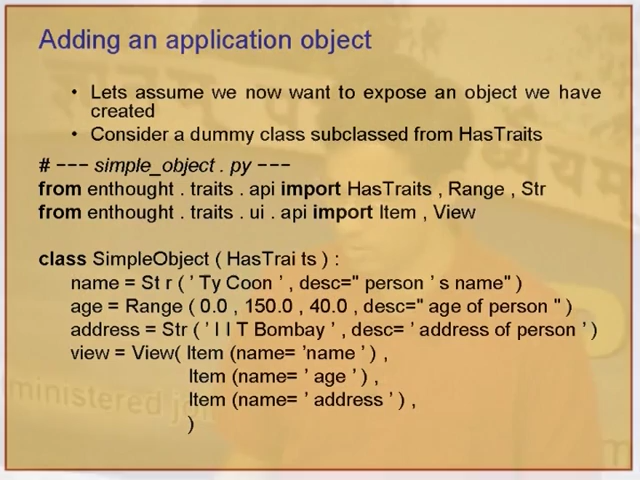 Adding an application object
• Lets assume we now want to expose an object we have
created
• Consider a dummy class subclassed from HasTraits
# −−− simple_object . py −−−
from enthought . traits . api import HasTraits , Range , Str
from enthought . traits . ui . api import Item , View
class SimpleObject ( HasTrai ts ) :
name = St r ( ’ Ty Coon ’ , desc=" person ’ s name" )
age = Range ( 0.0 , 150.0 , 40.0 , desc=" age of person " )
address = Str ( ’ I I T Bombay ’ , desc= ’ address of person ’ )
view = View( Item (name= ’name ’ ) ,
Item (name= ’ age ’ ) ,
Item (name= ’ address ’ ) ,
)
ministered